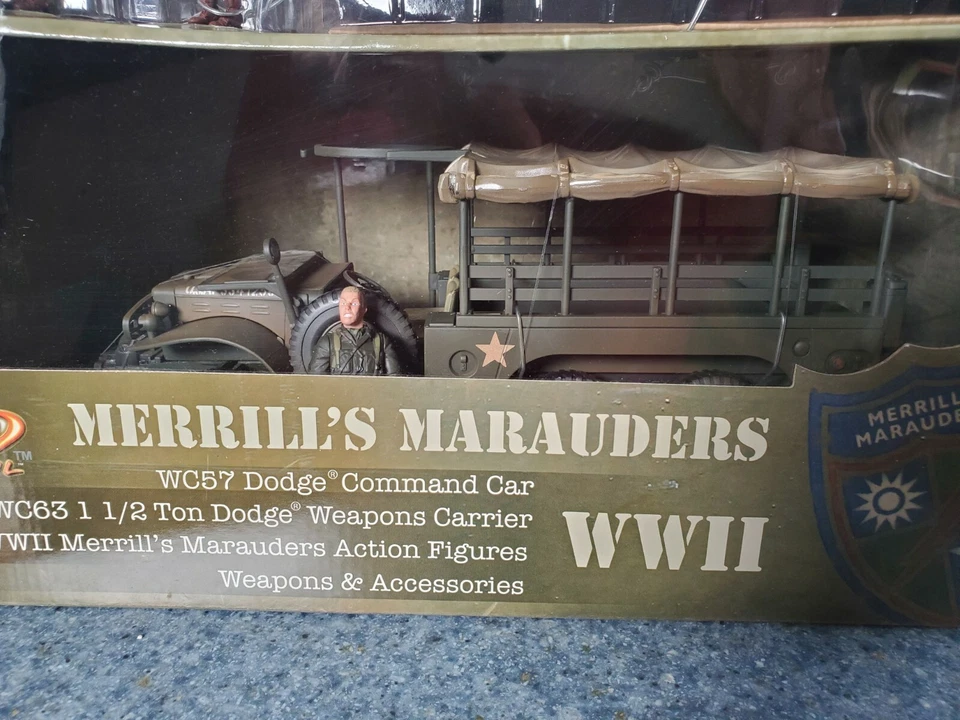 MERRILL'S MARAUDERS
WC57 Dodge® Command Car
WC63 1 1/2 Ton Dodge® Weapons Carrier
WWII Merrill's Marauders Action Figures
Weapons & Accessories
WWII
TM
MERRILL
MARAUDE